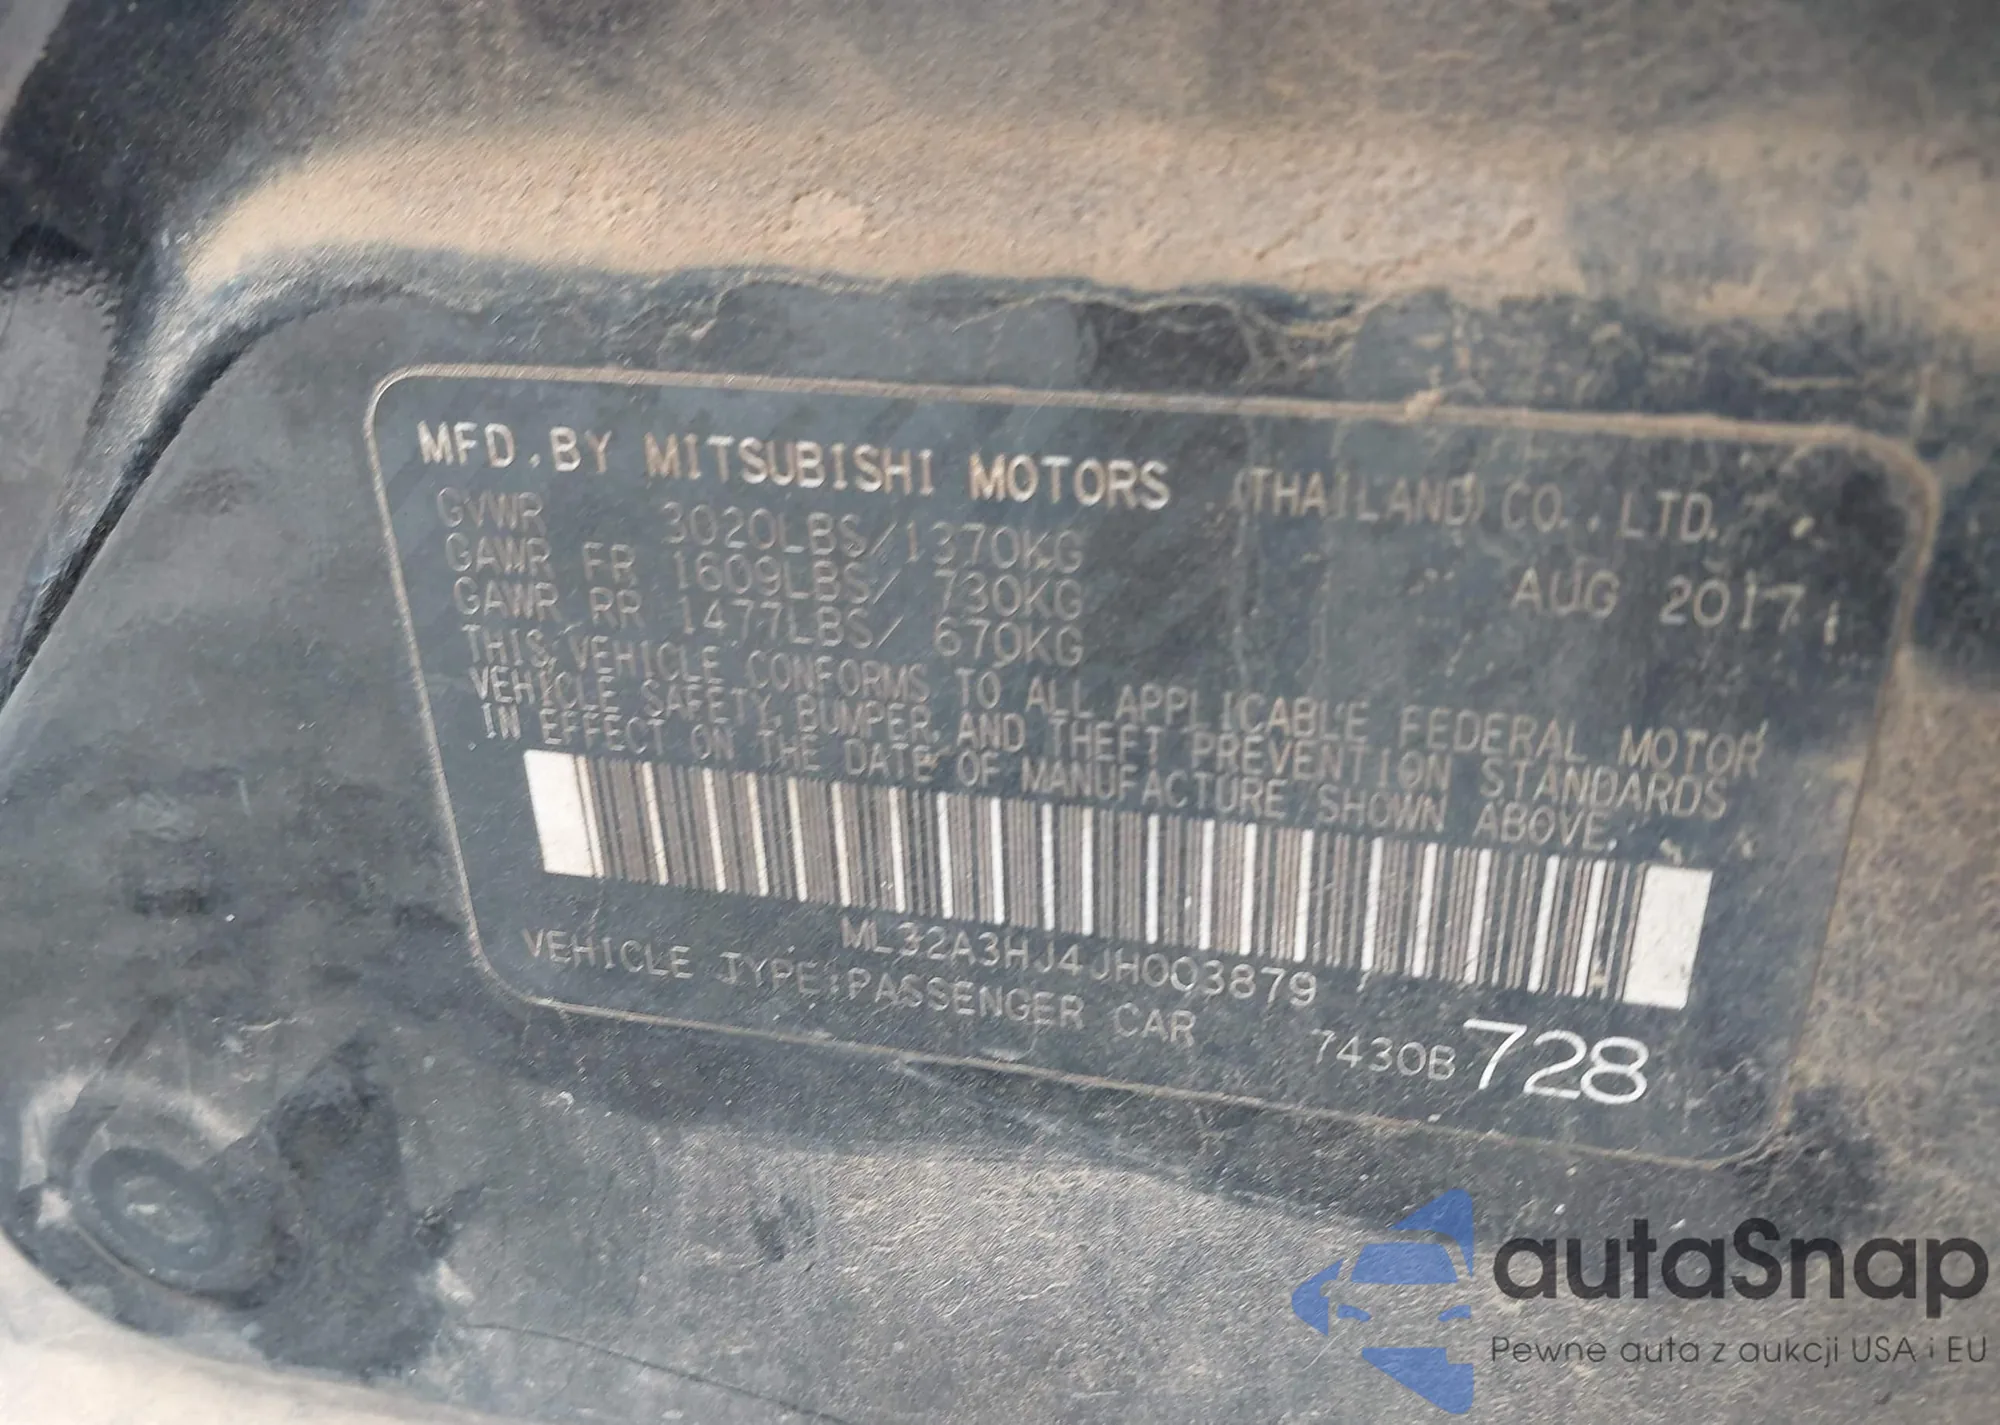 MFD. BY MITSUBISHI MOTORS (THAILAND) CO., LTD.
GVWR 3020LBS/1370KG
GAWR FR 1609LBS/ 730KG AUG 2017
GAWR RR 1477LBS/ 670KG
THIS VEHICLE CONFORMS TO ALL APPLICABLE FEDERAL MOTOR
VEHICLE SAFETY, BUMPER, AND THEFT PREVENTION STANDARDS
IN EFFECT ON THE DATE OF MANUFACTURE SHOWN ABOVE.
ML32A3HJ4JH003879
VEHICLE TYPE:PASSENGER CAR
7430B 728
autaSnap
Pewne auta z aukcji USA i EU